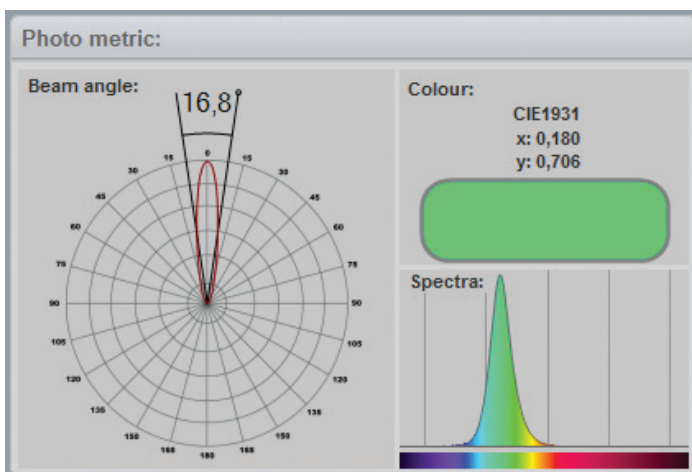 Photo metric:
Beam angle:
16,8°
0
15 15
30 30
45 45
60 60
75 75
90 90
105 105
120 120
135 135
150 150
165 165
180
Colour:
CIE1931
x: 0,180
y: 0,706
Spectra: